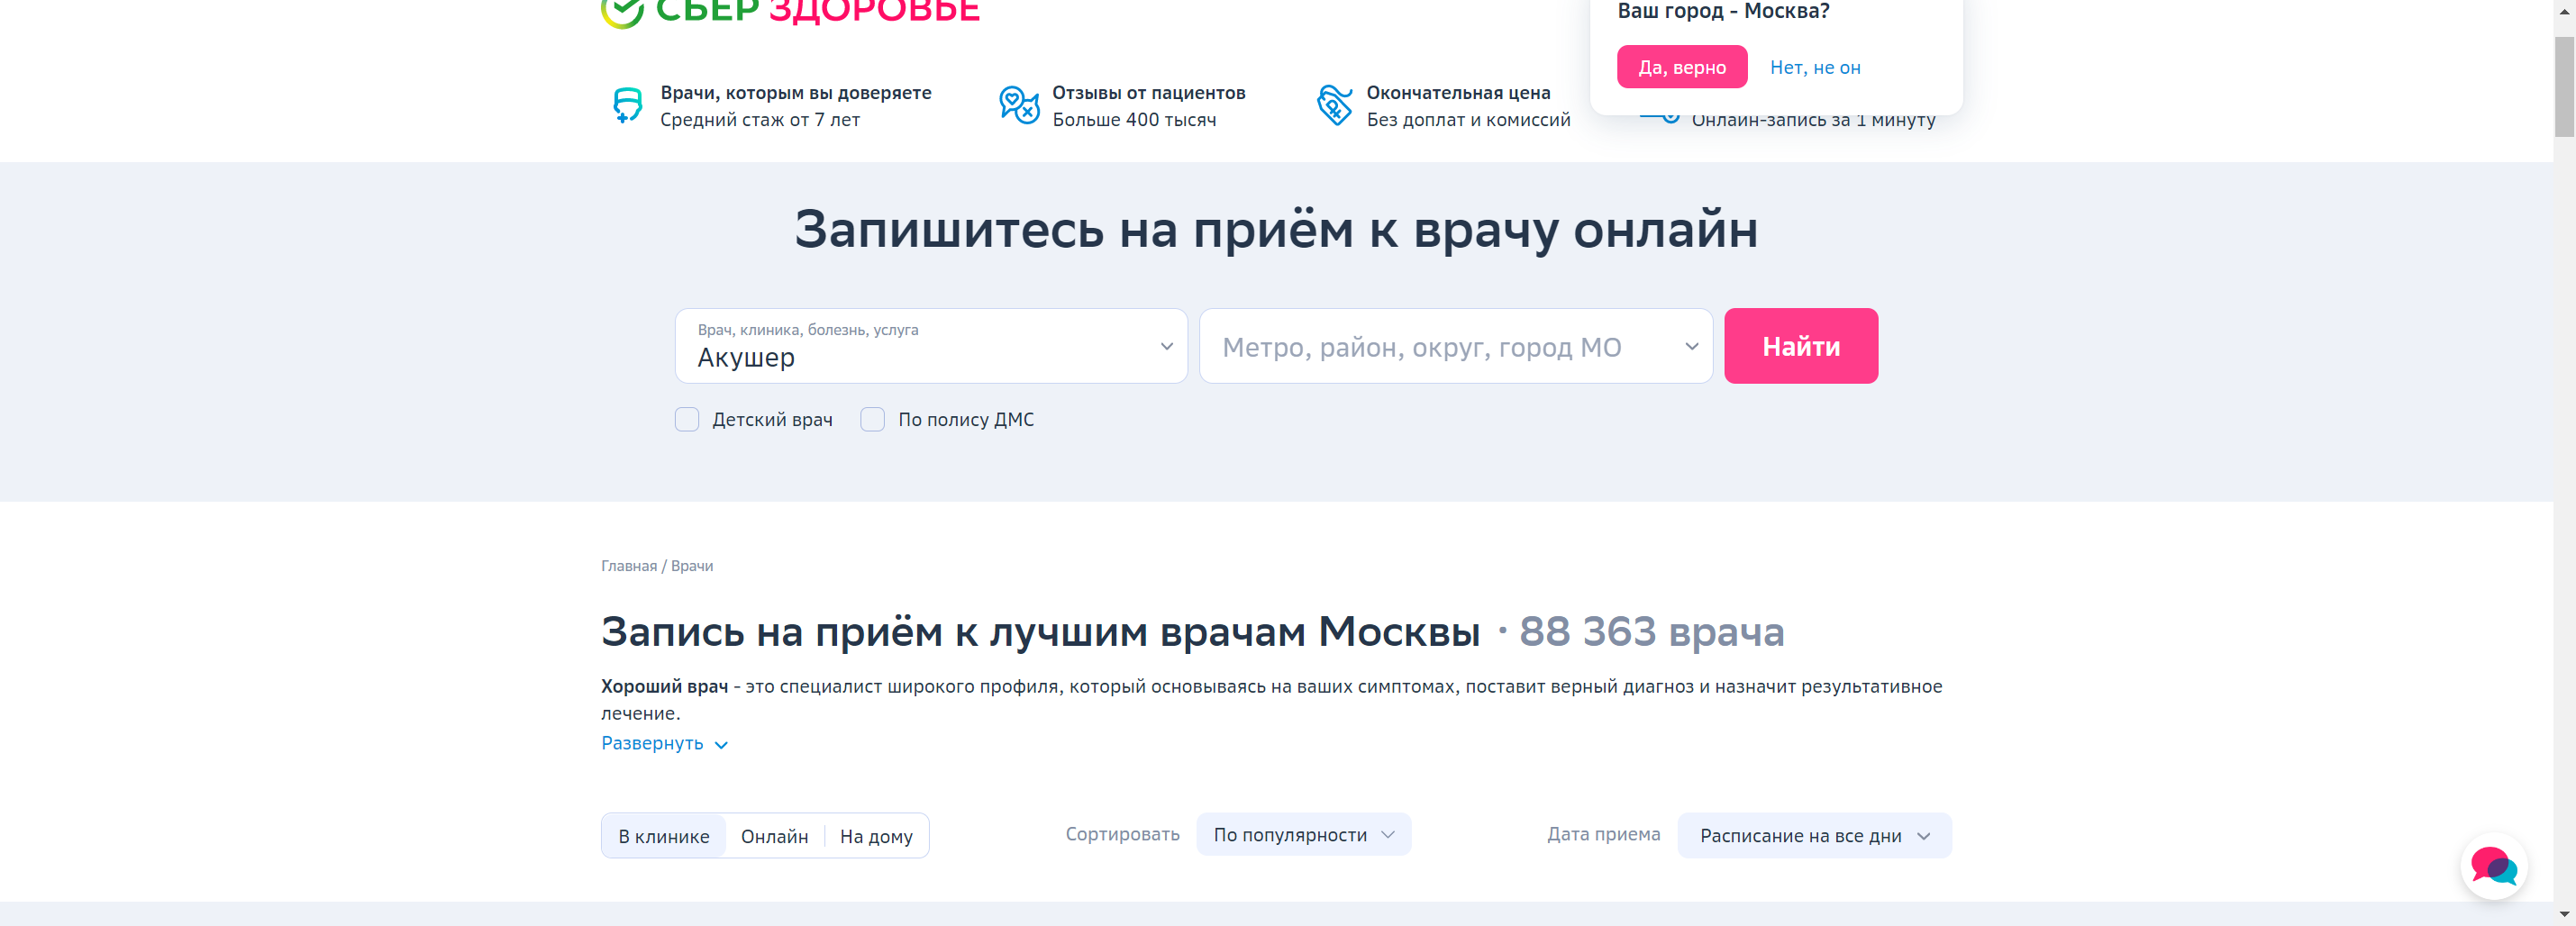 СБЕР ЗДОРОВЬЕ
Ваш город - Москва?
Да, верно
Нет, не он
Врачи, которым вы доверяете
Средний стаж от 7 лет
Отзывы от пациентов
Больше 400 тысяч
Окончательная цена
Без доплат и комиссий
Онлайн-запись за 1 минуту
Запишитесь на приём к врачу онлайн
Врач, клиника, болезнь, услуга
Акушер
Метро, район, округ, город МО
Найти
Детский врач
По полису ДМС
Главная / Врачи
Запись на приём к лучшим врачам Москвы · 88 363 врача
Хороший врач - это специалист широкого профиля, который основываясь на ваших симптомах, поставит верный диагноз и назначит результативное
лечение.
Развернуть
В клинике
Онлайн
На дому
Сортировать
По популярности
Дата приема
Расписание на все дни